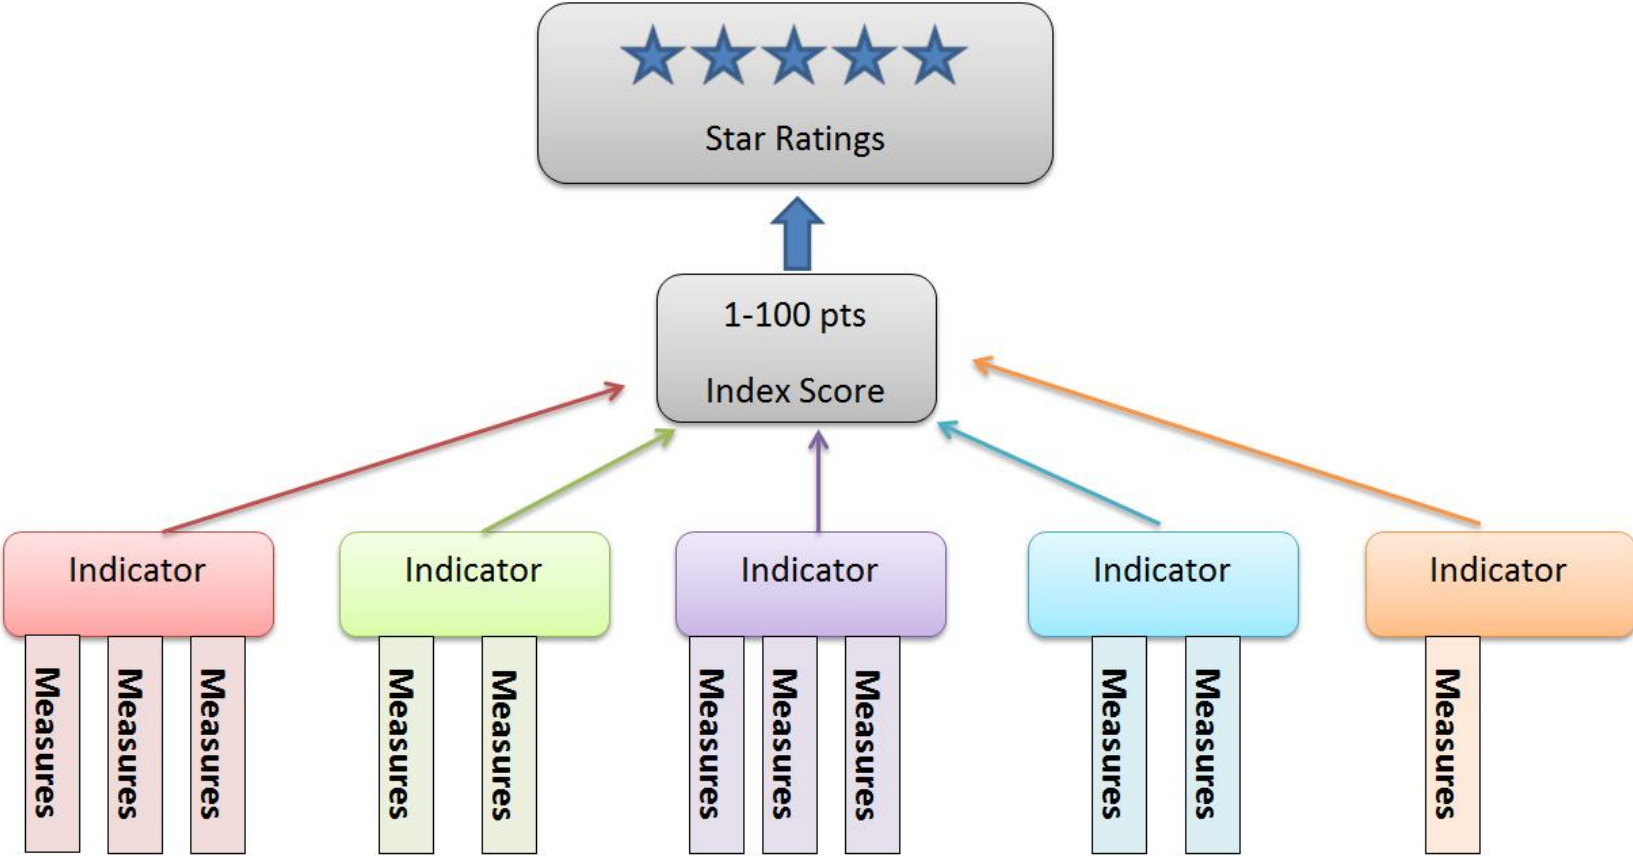 Star Ratings
1-100 pts
Index Score
Indicator
Indicator
Indicator
Indicator
Indicator
Measures
Measures
Measures
Measures
Measures
Measures
Measures
Measures
Measures
Measures
Measures